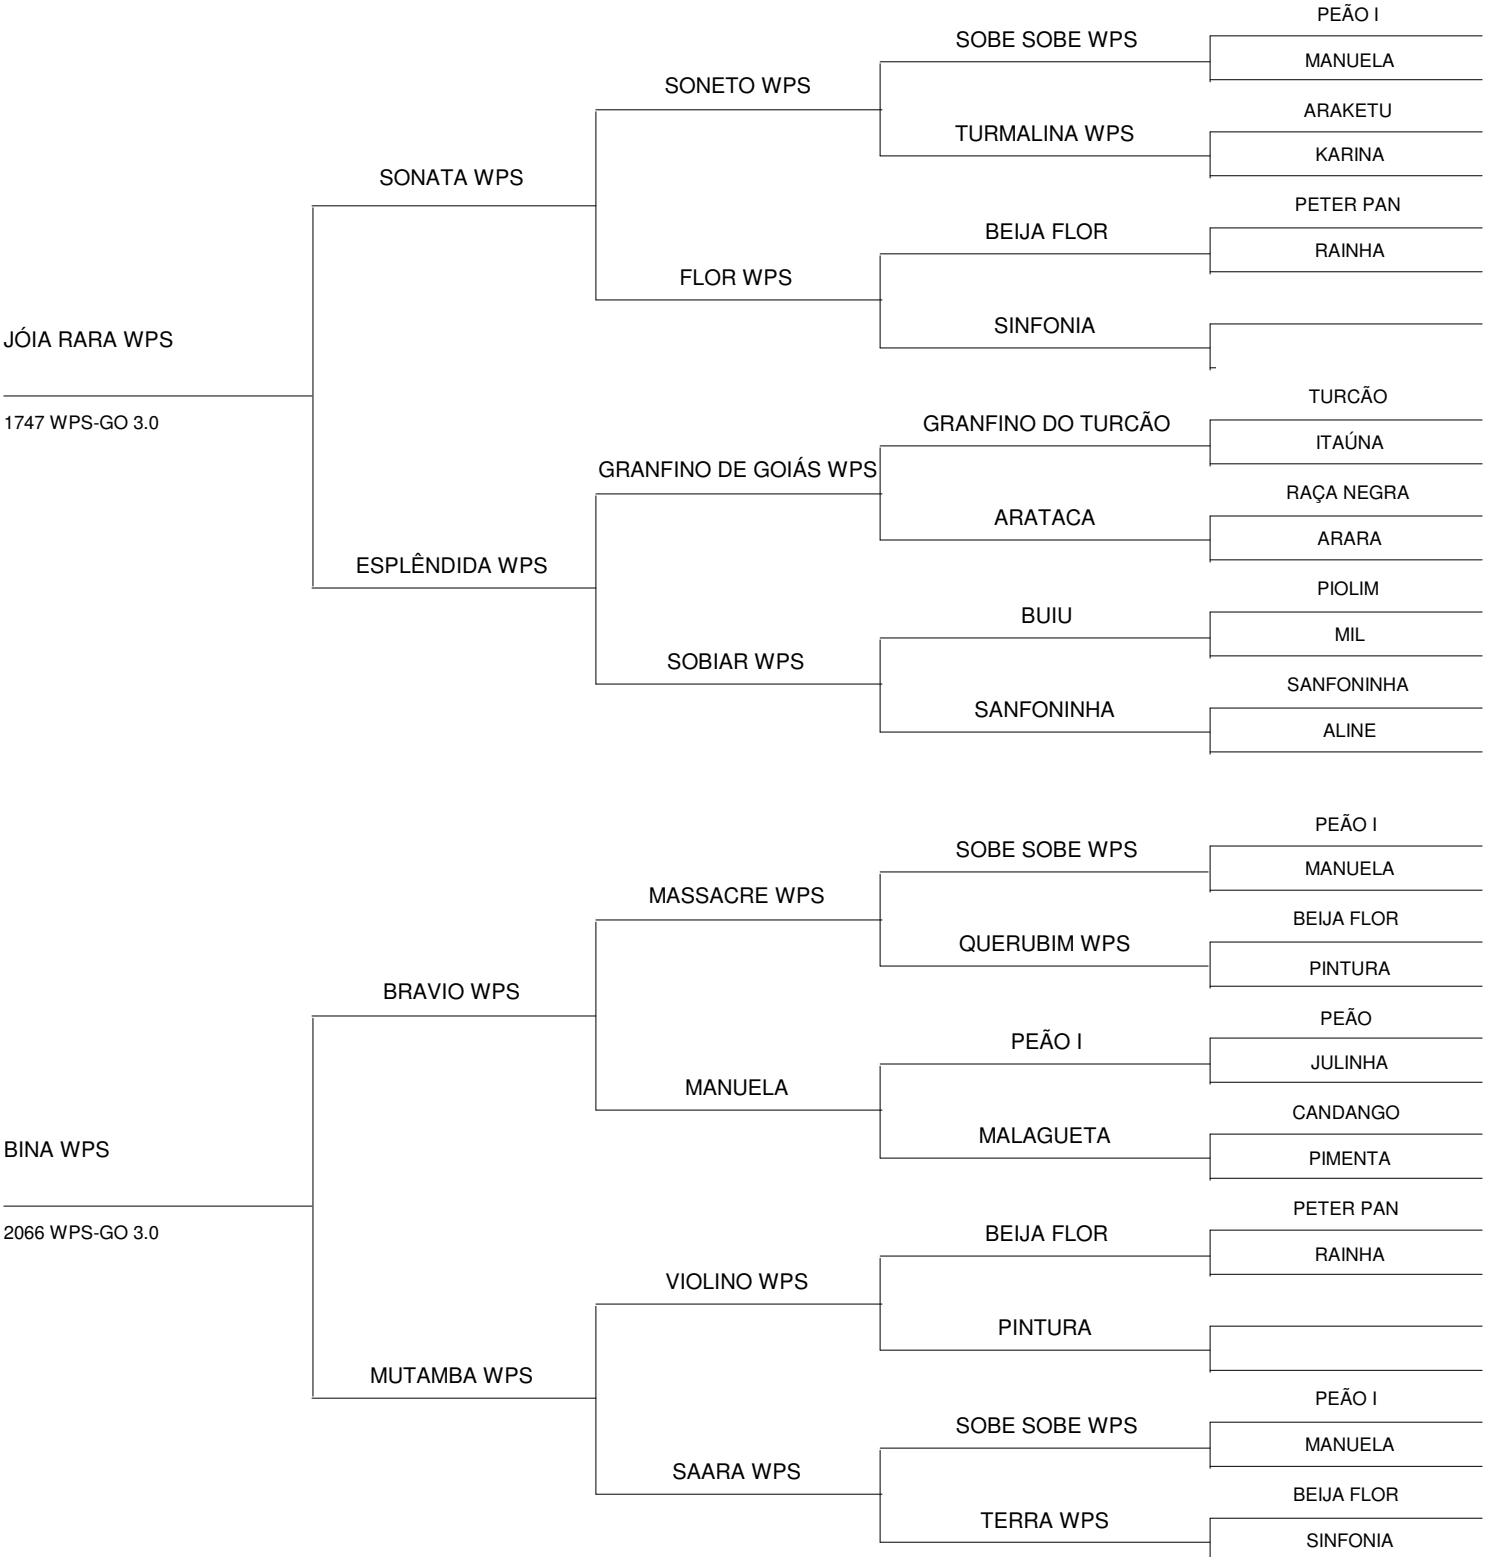 PEÃO I
SOBE SOBE WPS
MANUELA
SONETO WPS
ARAKETU
TURMALINA WPS
KARINA
SONATA WPS
PETER PAN
BEIJA FLOR
RAINHA
FLOR WPS
SINFONIA
JÓIA RARA WPS
1747 WPS-GO 3.0
TURCÃO
GRANFINO DO TURCÃO
ITAÚNA
GRANFINO DE GOIÁS WPS
RAÇA NEGRA
ARATACA
ARARA
ESPLÊNDIDA WPS
PIOLIM
BUIU
MIL
SOBIAR WPS
SANFONINHA
SANFONINHA
ALINE
PEÃO I
SOBE SOBE WPS
MANUELA
MASSACRE WPS
BEIJA FLOR
QUERUBIM WPS
PINTURA
BRAVIO WPS
PEÃO
PEÃO I
JULINHA
MANUELA
CANDANGO
MALAGUETA
PIMENTA
BINA WPS
2066 WPS-GO 3.0
PETER PAN
BEIJA FLOR
RAINHA
VIOLINO WPS
PINTURA
MUTAMBA WPS
PEÃO I
SOBE SOBE WPS
MANUELA
SAARA WPS
BEIJA FLOR
TERRA WPS
SINFONIA